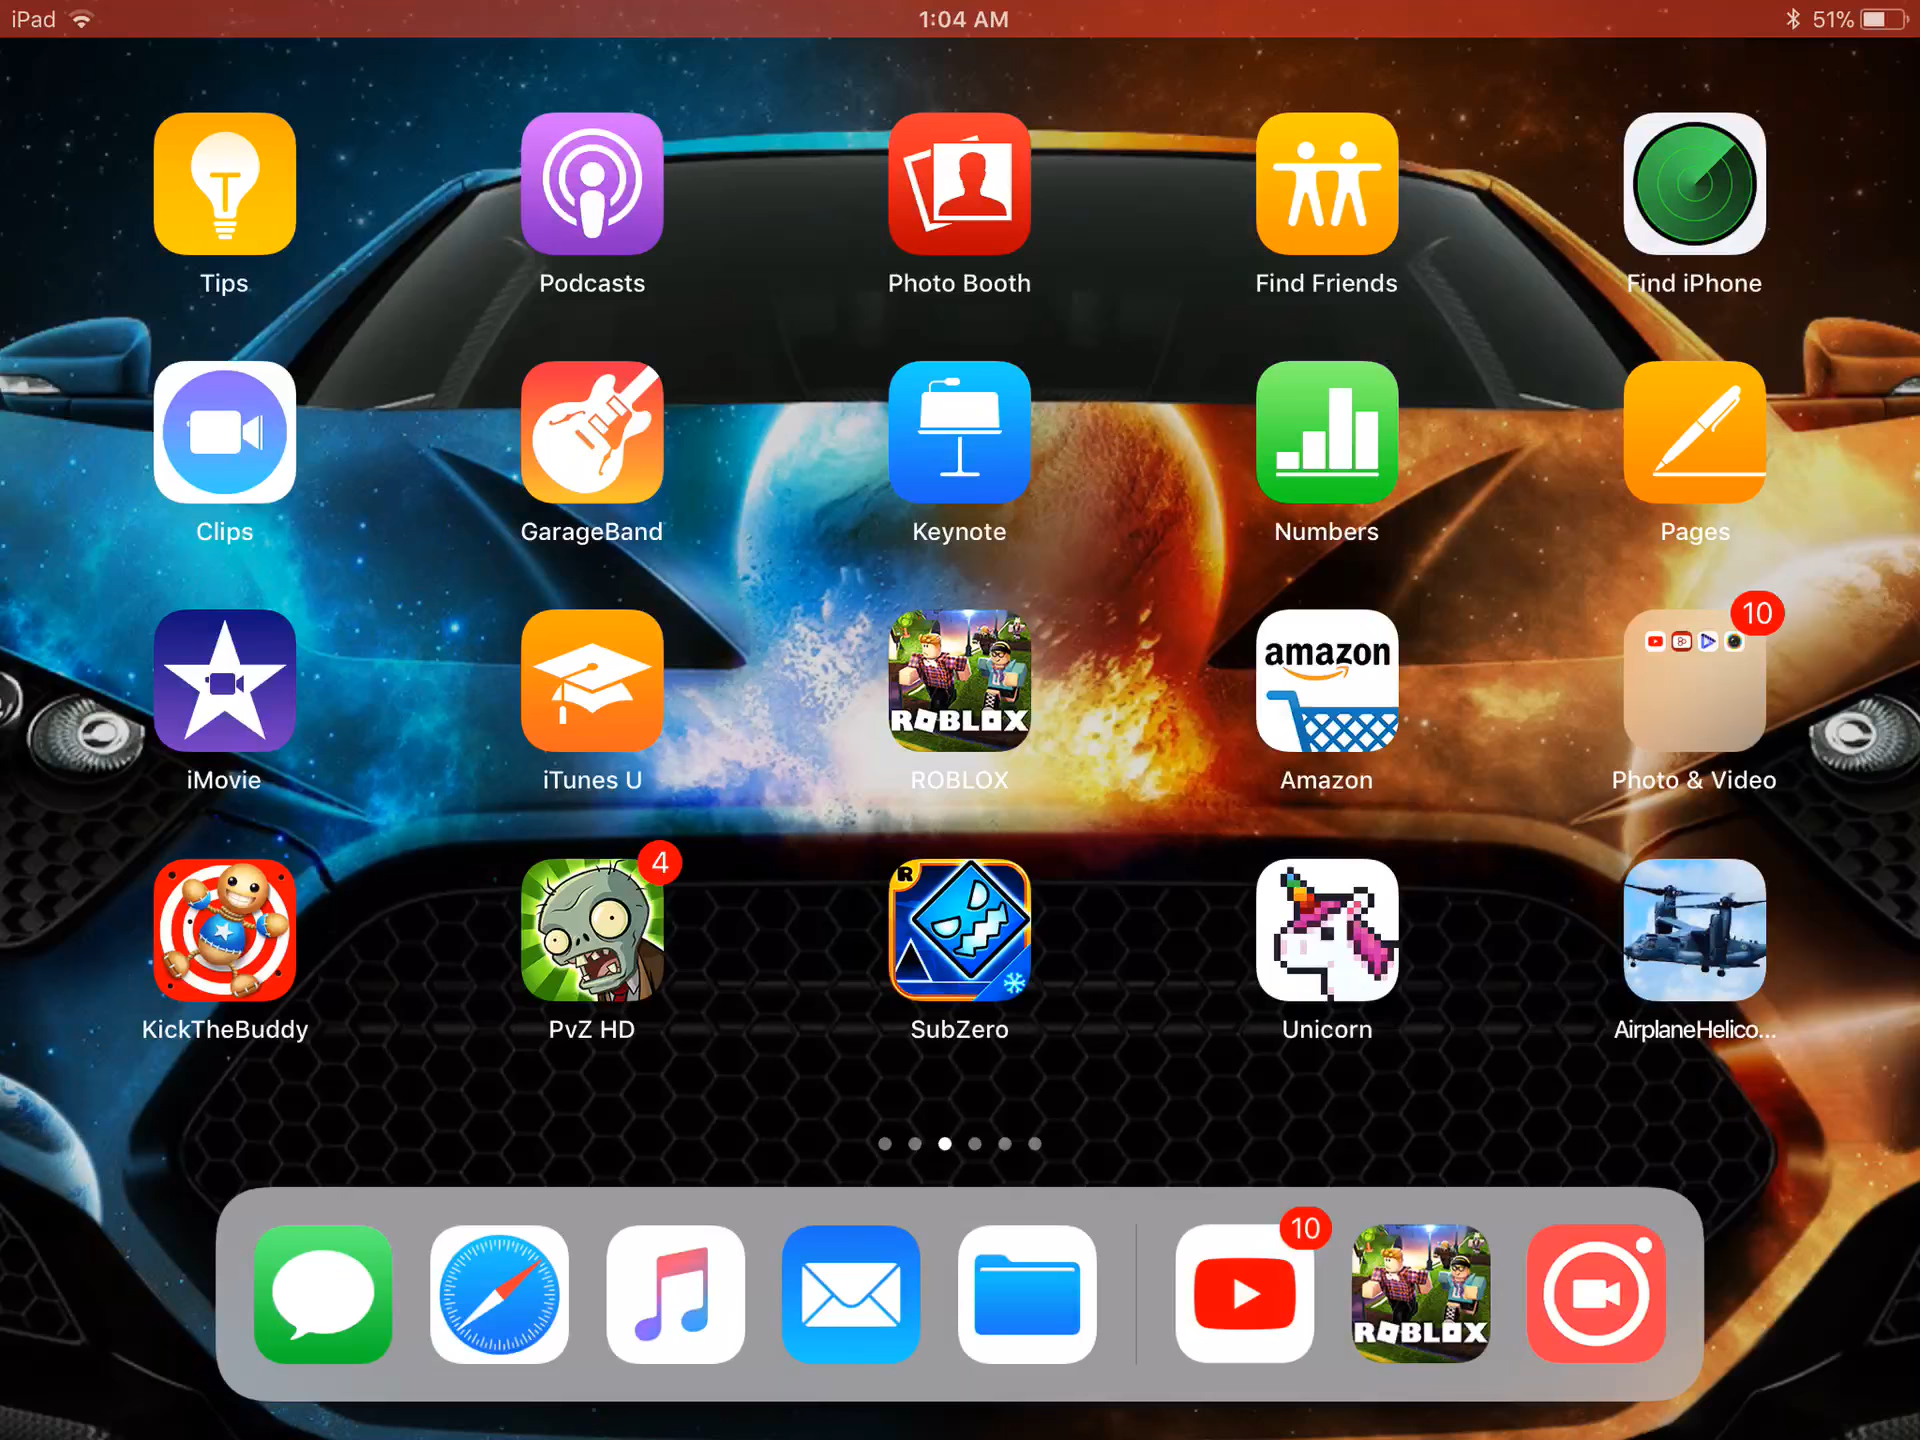 iPad 1:04 AM 51%
Tips Podcasts Photo Booth Find Friends Find iPhone
Clips GarageBand Keynote Numbers Pages
10
ROBLOX amazon
iMovie iTunes U ROBLOX Amazon Photo & Video
4
R
KickTheBuddy PvZ HD SubZero Unicorn AirplaneHelico...
10
ROBLOX